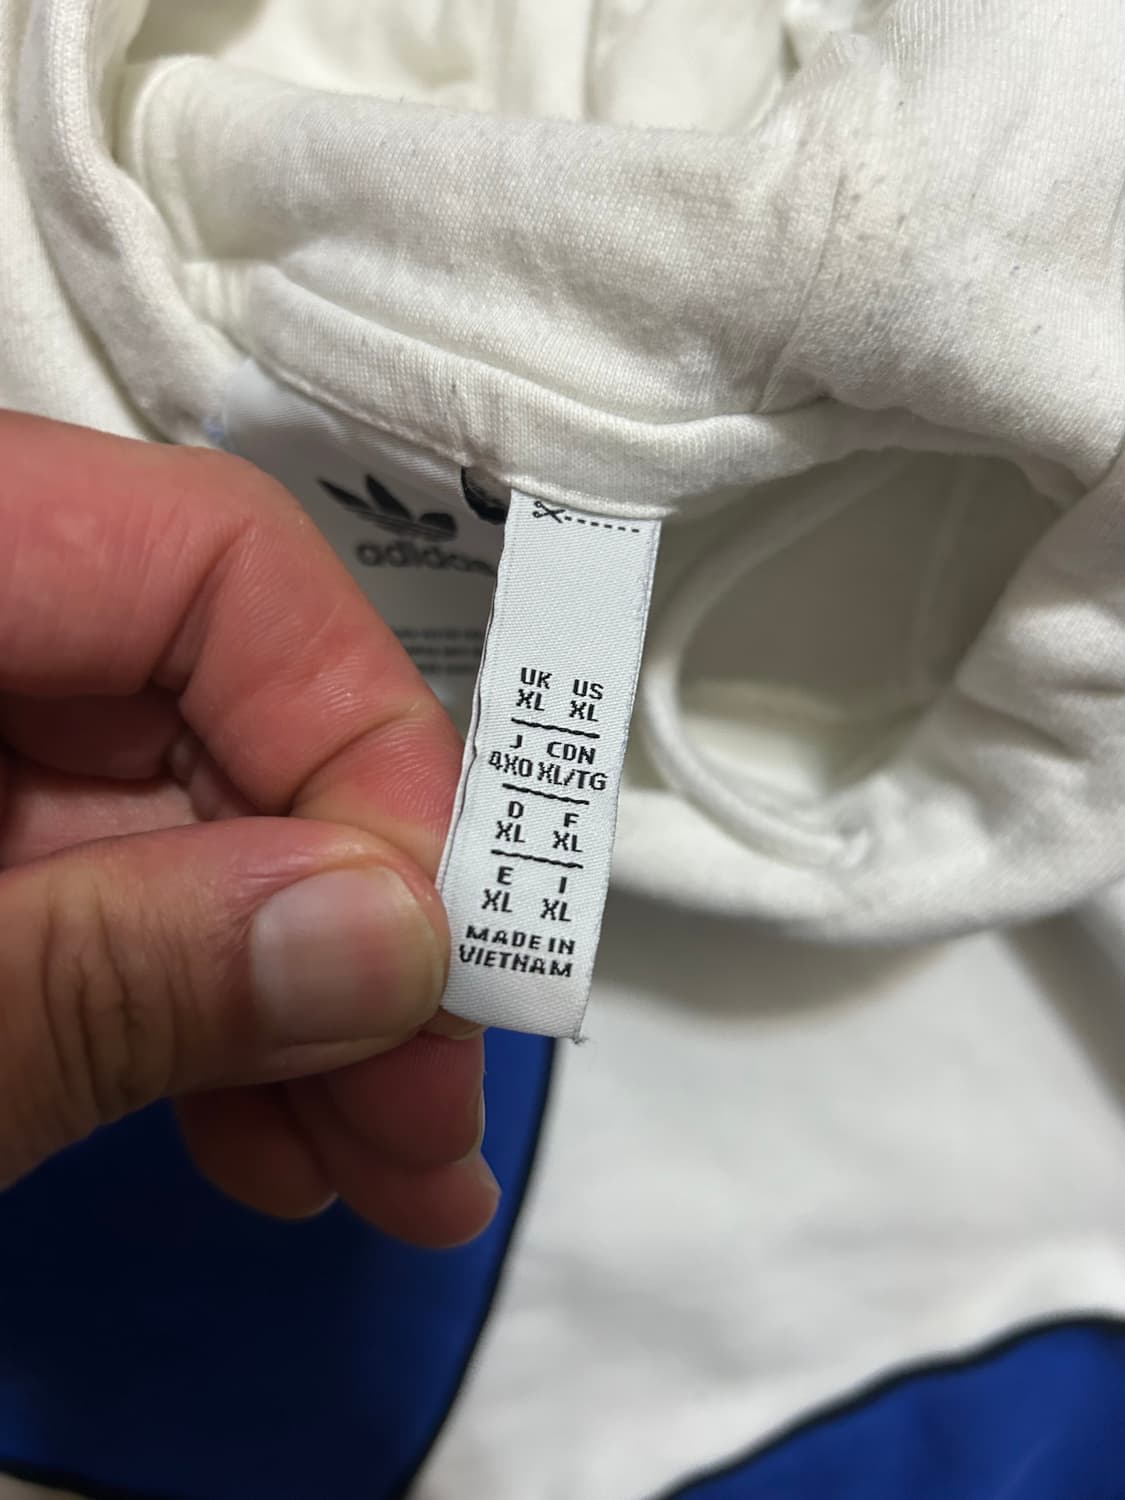 adidas
UK US
XL XL
J CDN
4XO XL/TG
D F
XL XL
E I
XL XL
MADE IN
VIETNAM